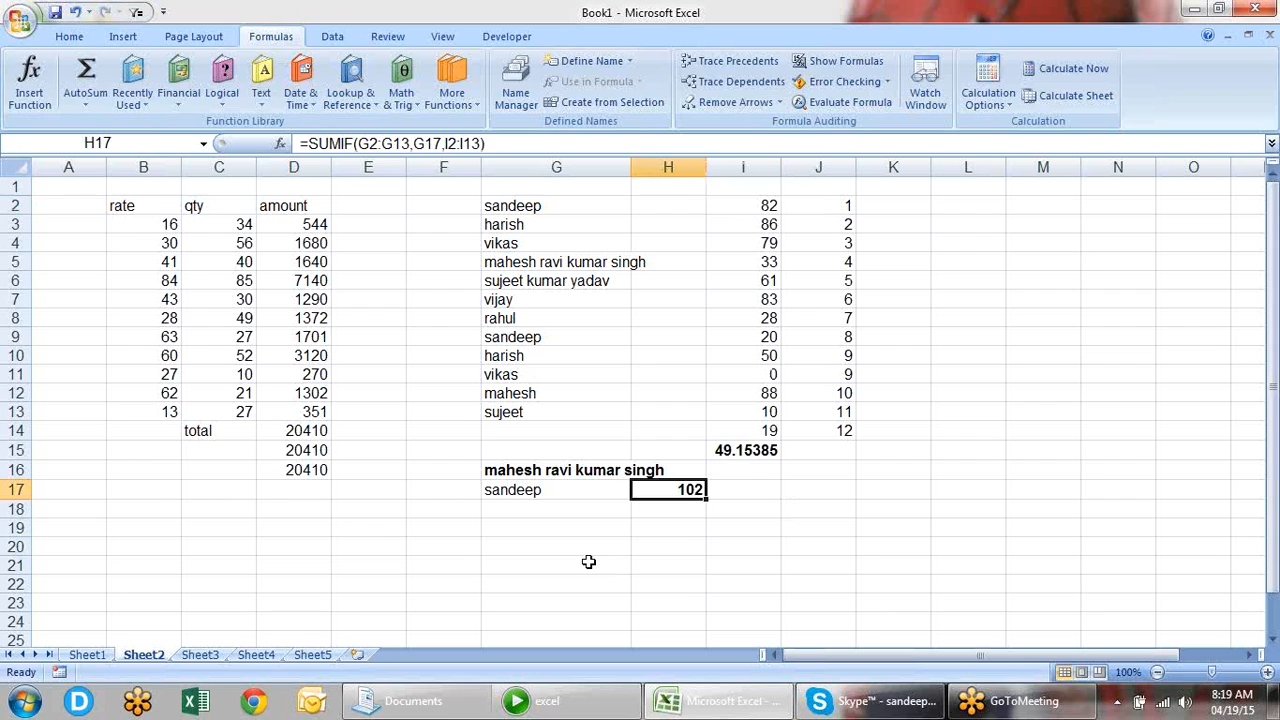 Book1 - Microsoft Excel
Home Insert Page Layout Formulas Data Review View Developer
Insert Function
AutoSum
Recently Used
Financial
Logical
Text
Date & Time
Lookup & Reference
Math & Trig
More Functions
Function Library
Name Manager
Define Name
Use in Formula
Create from Selection
Defined Names
Trace Precedents
Trace Dependents
Remove Arrows
Show Formulas
Error Checking
Evaluate Formula
Watch Window
Formula Auditing
Calculation Options
Calculate Now
Calculate Sheet
Calculation
H17 fx =SUMIF(G2:G13,G17,I2:I13)
A B C D E F G H I J K L M N O
1
2 rate qty amount sandeep 82 1
3 16 34 544 harish 86 2
4 30 56 1680 vikas 79 3
5 41 40 1640 mahesh ravi kumar singh 33 4
6 84 85 7140 sujeet kumar yadav 61 5
7 43 30 1290 vijay 83 6
8 28 49 1372 rahul 28 7
9 63 27 1701 sandeep 20 8
10 60 52 3120 harish 50 9
11 27 10 270 vikas 0 9
12 62 21 1302 mahesh 88 10
13 13 27 351 sujeet 10 11
14 total 20410 19 12
15 20410 49.15385
16 20410 mahesh ravi kumar singh
17 sandeep 102
18
19
20
21
22
23
24
25
Sheet1 Sheet2 Sheet3 Sheet4 Sheet5
Ready 100%
Documents excel Microsoft Excel - ... Skype™ - sandeep... GoToMeeting
8:19 AM
04/19/15